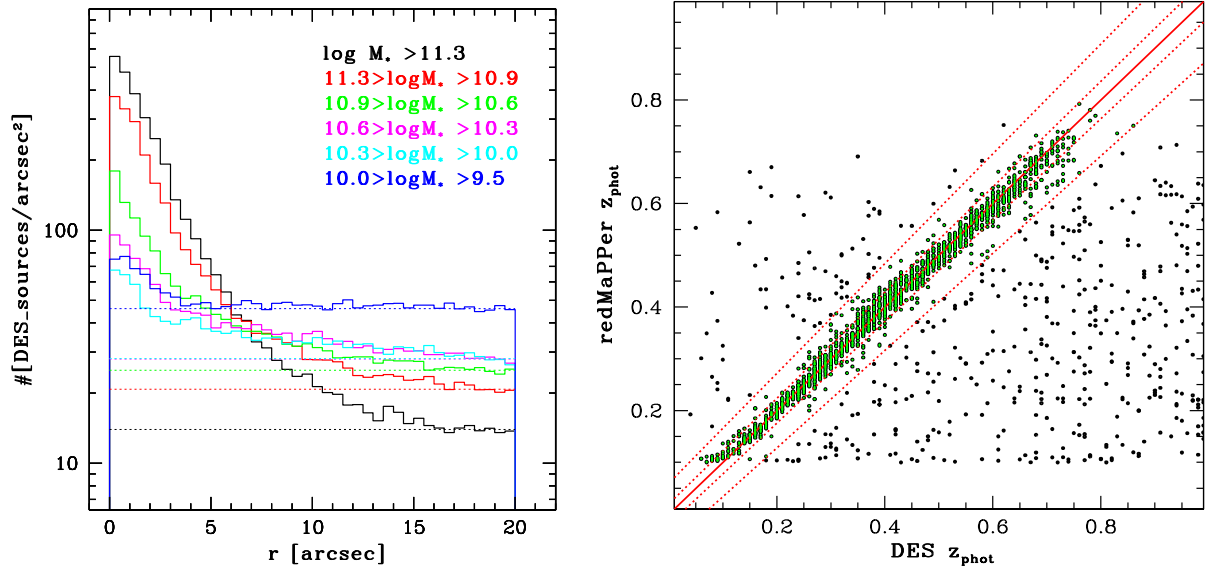 log M* >11.3
11.3>logM* >10.9
10.9>logM* >10.6
10.6>logM* >10.3
10.3>logM* >10.0
10.0>logM* >9.5
#[DES_sources/arcsec²]
100
10
0 5 10 15 20
r [arcsec]
redMaPPer z_phot
0.8
0.6
0.4
0.2
0.2 0.4 0.6 0.8
DES z_phot